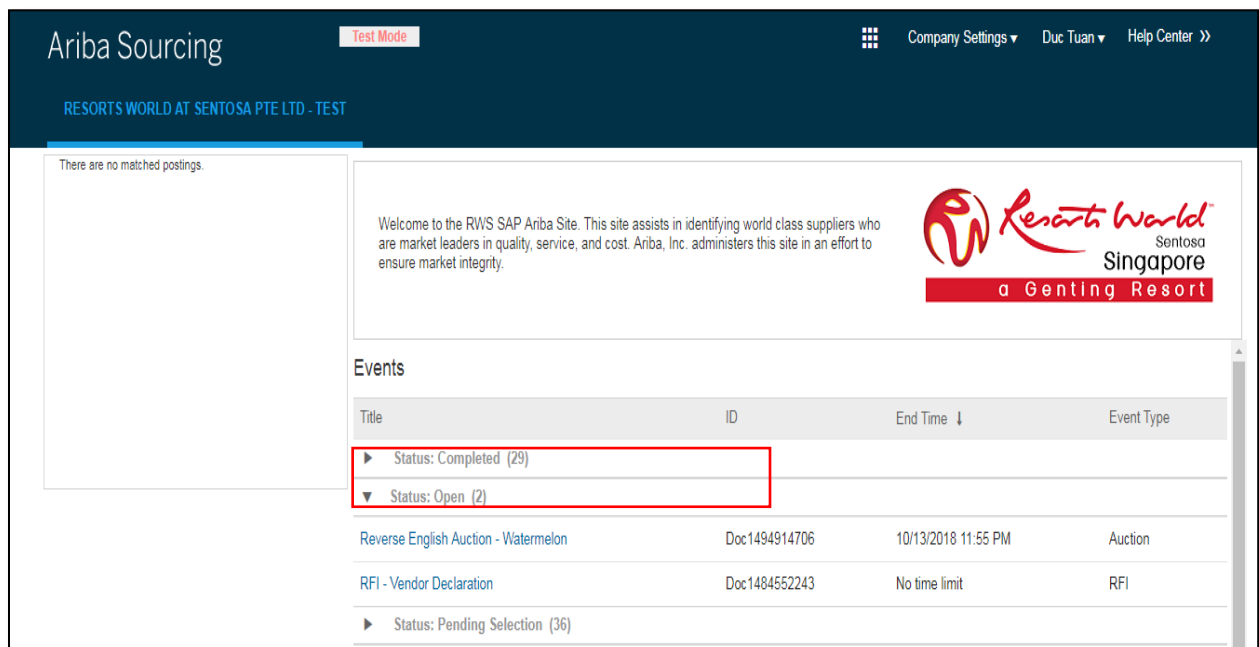 Ariba Sourcing
Test Mode
Company Settings ▾ Duc Tuan ▾ Help Center »
RESORTS WORLD AT SENTOSA PTE LTD - TEST
There are no matched postings.
Welcome to the RWS SAP Ariba Site. This site assists in identifying world class suppliers who
are market leaders in quality, service, and cost. Ariba, Inc. administers this site in an effort to
ensure market integrity.
Resorts World™
Sentosa
Singapore
a Genting Resort
Events
Title ID End Time ↓ Event Type
▶ Status: Completed (29)
▼ Status: Open (2)
Reverse English Auction - Watermelon Doc1494914706 10/13/2018 11:55 PM Auction
RFI - Vendor Declaration Doc1484552243 No time limit RFI
▶ Status: Pending Selection (36)